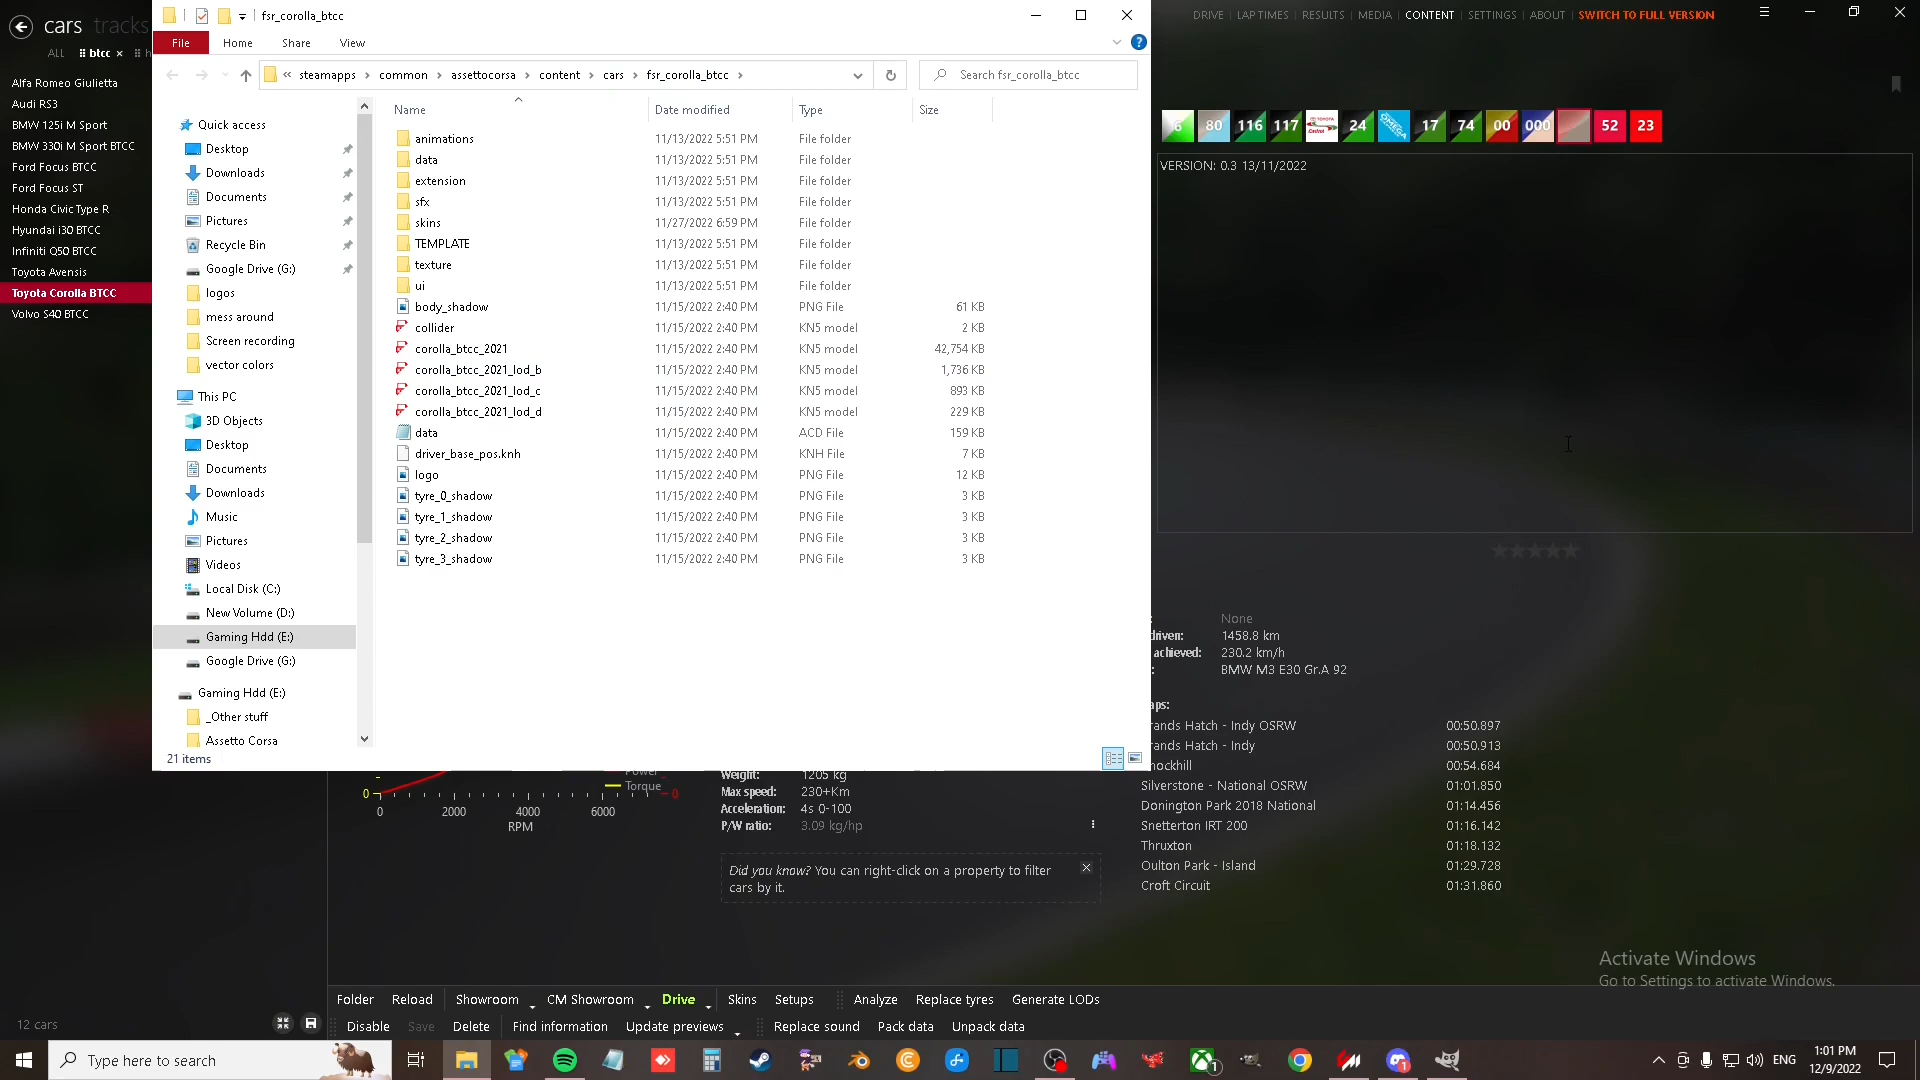 cars tracks
ALL btcc × h
Alfa Romeo Giulietta
Audi RS3
BMW 125i M Sport
BMW 330i M Sport BTCC
Ford Focus BTCC
Ford Focus ST
Honda Civic Type R
Hyundai i30 BTCC
Infiniti Q50 BTCC
Toyota Avensis
Toyota Corolla BTCC
Volvo S40 BTCC
12 cars
fsr_corolla_btcc
File Home Share View
« steamapps > common > assettocorsa > content > cars > fsr_corolla_btcc >
Search fsr_corolla_btcc
Quick access
Desktop
Downloads
Documents
Pictures
Recycle Bin
Google Drive (G:)
logos
mess around
Screen recording
vector colors
This PC
3D Objects
Desktop
Documents
Downloads
Music
Pictures
Videos
Local Disk (C:)
New Volume (D:)
Gaming Hdd (E:)
Google Drive (G:)
Gaming Hdd (E:)
_Other stuff
Assetto Corsa
21 items
Name Date modified Type Size
animations 11/13/2022 5:51 PM File folder
data 11/13/2022 5:51 PM File folder
extension 11/13/2022 5:51 PM File folder
sfx 11/13/2022 5:51 PM File folder
skins 11/27/2022 6:59 PM File folder
TEMPLATE 11/13/2022 5:51 PM File folder
texture 11/13/2022 5:51 PM File folder
ui 11/13/2022 5:51 PM File folder
body_shadow 11/15/2022 2:40 PM PNG File 61 KB
collider 11/15/2022 2:40 PM KN5 model 2 KB
corolla_btcc_2021 11/15/2022 2:40 PM KN5 model 42,754 KB
corolla_btcc_2021_lod_b 11/15/2022 2:40 PM KN5 model 1,736 KB
corolla_btcc_2021_lod_c 11/15/2022 2:40 PM KN5 model 893 KB
corolla_btcc_2021_lod_d 11/15/2022 2:40 PM KN5 model 229 KB
data 11/15/2022 2:40 PM ACD File 159 KB
driver_base_pos.knh 11/15/2022 2:40 PM KNH File 7 KB
logo 11/15/2022 2:40 PM PNG File 12 KB
tyre_0_shadow 11/15/2022 2:40 PM PNG File 3 KB
tyre_1_shadow 11/15/2022 2:40 PM PNG File 3 KB
tyre_2_shadow 11/15/2022 2:40 PM PNG File 3 KB
tyre_3_shadow 11/15/2022 2:40 PM PNG File 3 KB
DRIVE LAP TIMES RESULTS MEDIA CONTENT SETTINGS ABOUT SWITCH TO FULL VERSION
6 80 116 117 24 OMEGA 17 74 00 000 52 23
VERSION: 0.3 13/11/2022
: None
driven: 1458.8 km
achieved: 230.2 km/h
: BMW M3 E30 Gr.A 92
aps:
rands Hatch - Indy OSRW 00:50.897
rands Hatch - Indy 00:50.913
nockhill 00:54.684
Silverstone - National OSRW 01:01.850
Donington Park 2018 National 01:14.456
Snetterton IRT 200 01:16.142
Thruxton 01:18.132
Oulton Park - Island 01:29.728
Croft Circuit 01:31.860
Power
Torque
0 0
0 2000 4000 6000
RPM
Weight: 1205 kg
Max speed: 230+Km
Acceleration: 4s 0-100
P/W ratio: 3.09 kg/hp
Did you know? You can right-click on a property to filter
cars by it.
Activate Windows
Go to Settings to activate Windows.
Folder Reload Showroom CM Showroom Drive Skins Setups Analyze Replace tyres Generate LODs
Disable Save Delete Find information Update previews Replace sound Pack data Unpack data
Type here to search
1
1
ENG
1:01 PM
12/9/2022